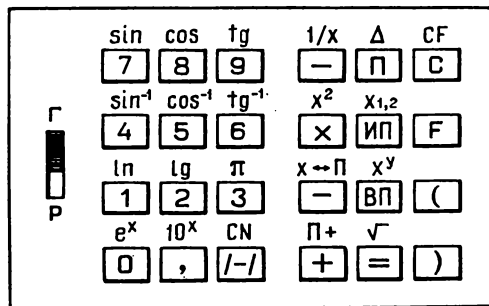 sin cos tg 1/x Δ CF
7 8 9 − П C
Г sin⁻¹ cos⁻¹ tg⁻¹ x² x₁,₂
4 5 6 × ИП F
ln lg π x↔П xʸ
P 1 2 3 − ВП (
eˣ 10ˣ CN П+ √
0 , /-/ + = )